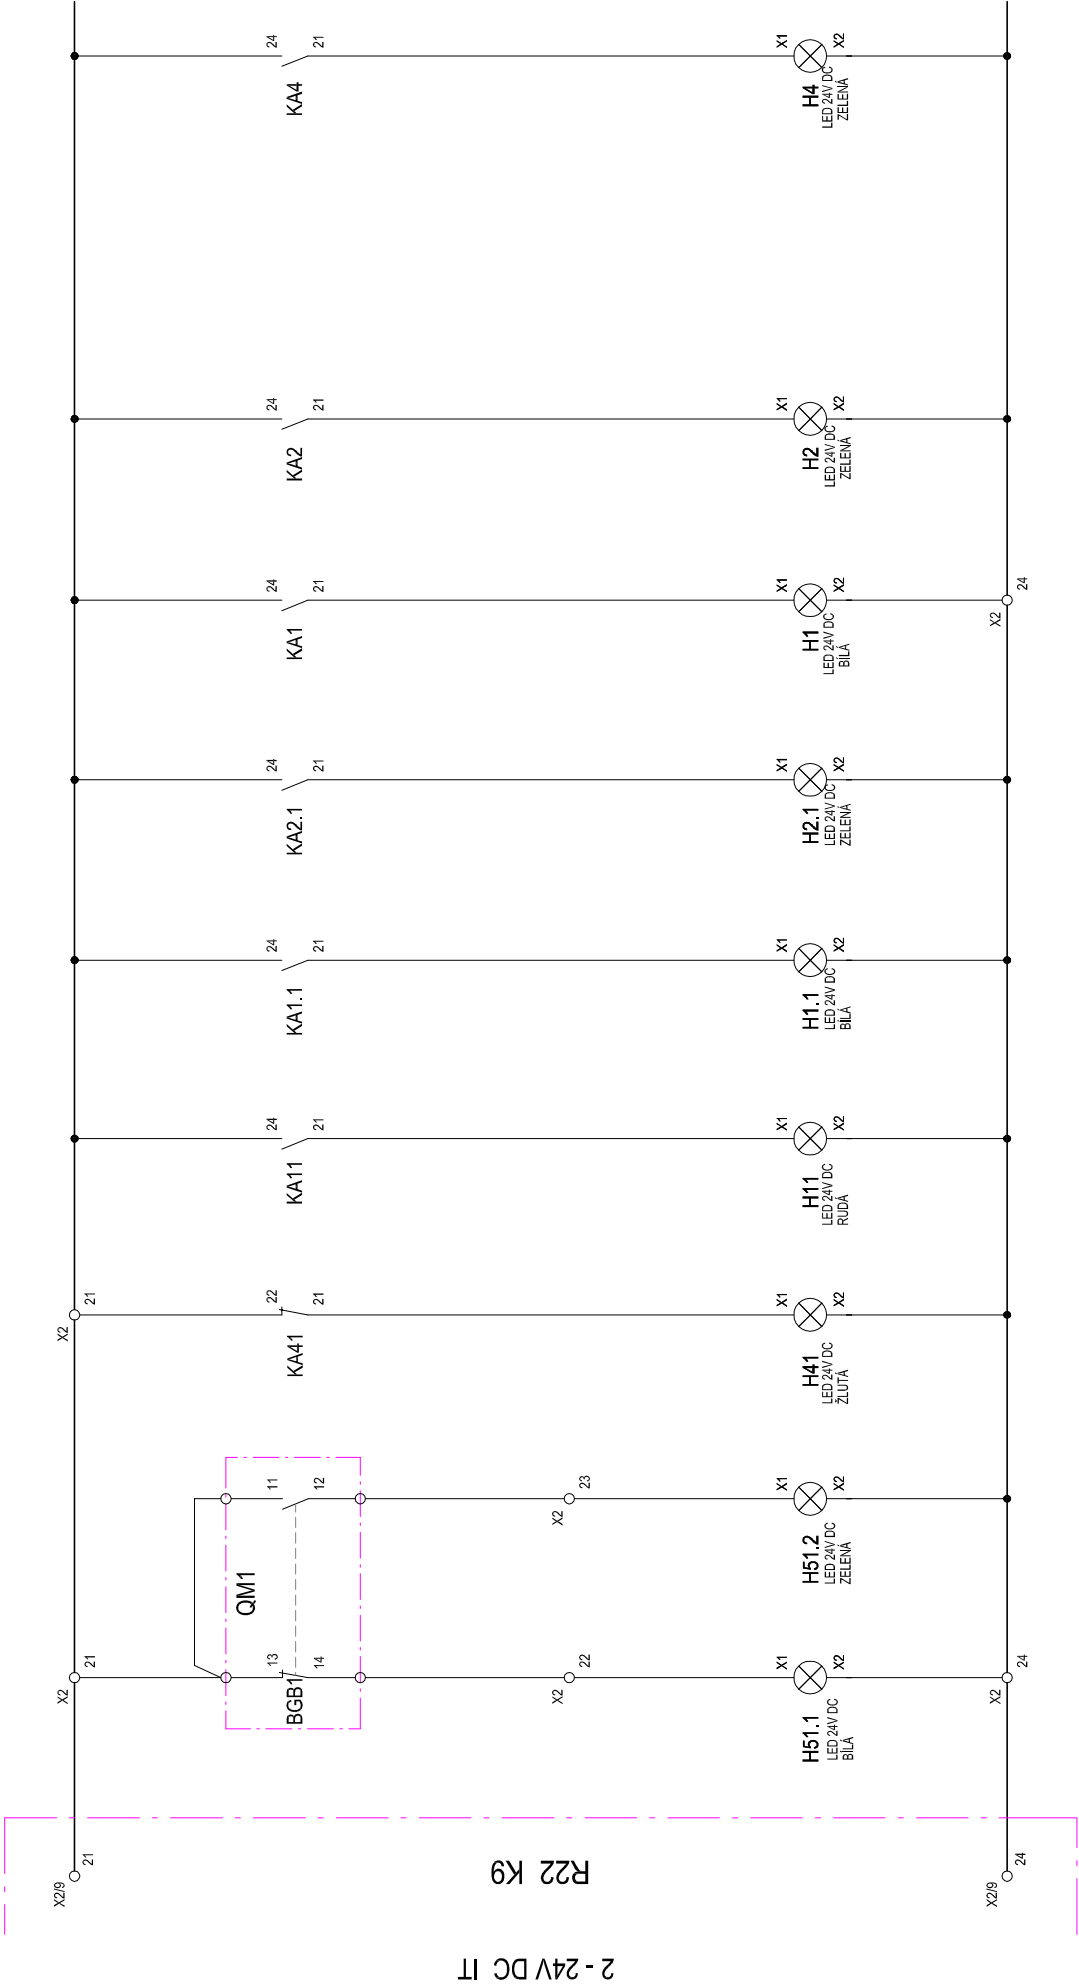 24
21
KA4
X1
X2
H4
LED 24V DC
ZELENÁ
24
21
KA2
X1
X2
H2
LED 24V DC
ZELENÁ
24
21
KA1
X1
X2
H1
LED 24V DC
BÍLÁ
X2
24
24
21
KA2.1
X1
X2
H2.1
LED 24V DC
ZELENÁ
24
21
KA1.1
X1
X2
H1.1
LED 24V DC
BÍLÁ
24
21
KA11
X1
X2
H11
LED 24V DC
RUDÁ
X2
21
22
21
KA41
X1
X2
H41
LED 24V DC
ŽLUTÁ
11
12
QM1
X2
23
X1
X2
H51.2
LED 24V DC
ZELENÁ
X2
21
13
14
BGB1
X2
22
X1
X2
H51.1
LED 24V DC
BÍLÁ
X2
24
X2/9
21
R22 K9
X2/9
24
2 - 24V DC IT